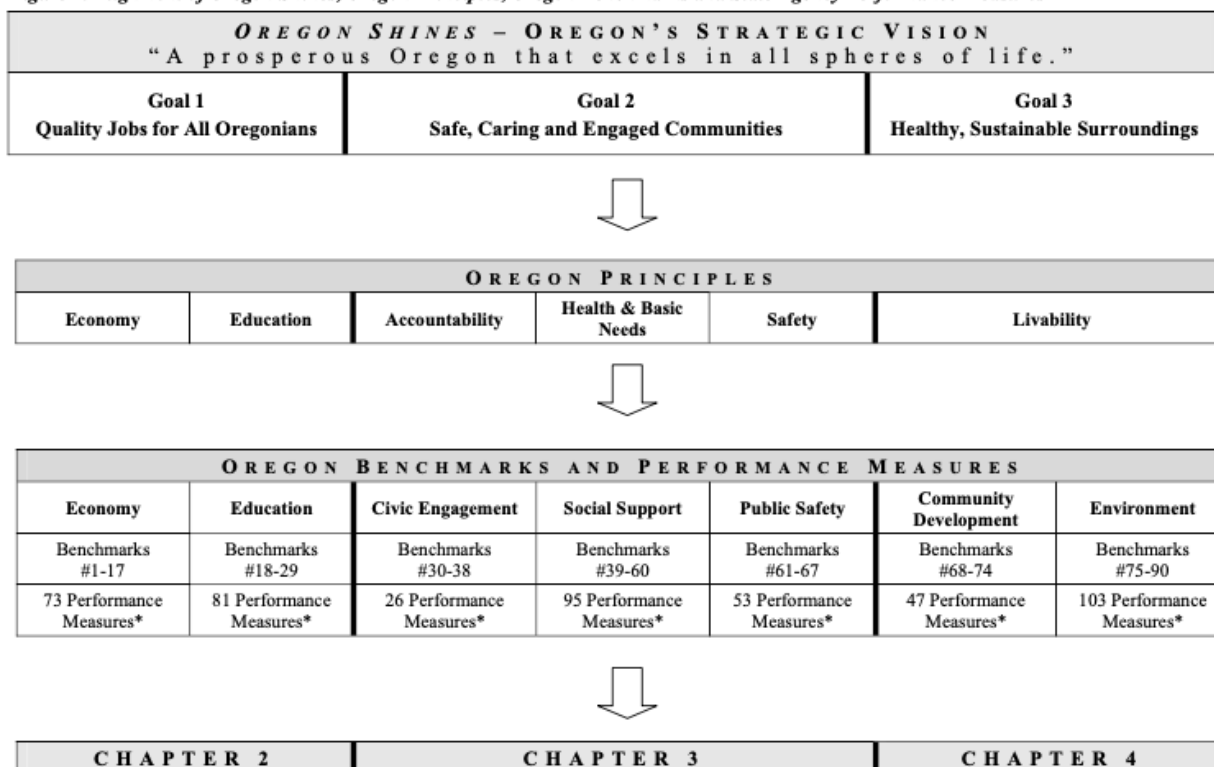 of Oregon Shines, Oregon
OREGON SHINES – OREGON'S STRATEGIC VISION
“A prosperous Oregon that excels in all spheres of life.”
Goal 1
Quality Jobs for All Oregonians
Goal 2
Safe, Caring and Engaged Communities
Goal 3
Healthy, Sustainable Surroundings
OREGON PRINCIPLES
Economy
Education
Accountability
Health & Basic
Needs
Safety
Livability
OREGON BENCHMARKS AND PERFORMANCE MEASURES
Economy
Education
Civic Engagement
Social Support
Public Safety
Community
Development
Environment
Benchmarks
#1-17
Benchmarks
#18-29
Benchmarks
#30-38
Benchmarks
#39-60
Benchmarks
#61-67
Benchmarks
#68-74
Benchmarks
#75-90
73 Performance
Measures*
81 Performance
Measures*
26 Performance
Measures*
95 Performance
Measures*
53 Performance
Measures*
47 Performance
Measures*
103 Performance
Measures*
CHAPTER 2
CHAPTER 3
CHAPTER 4